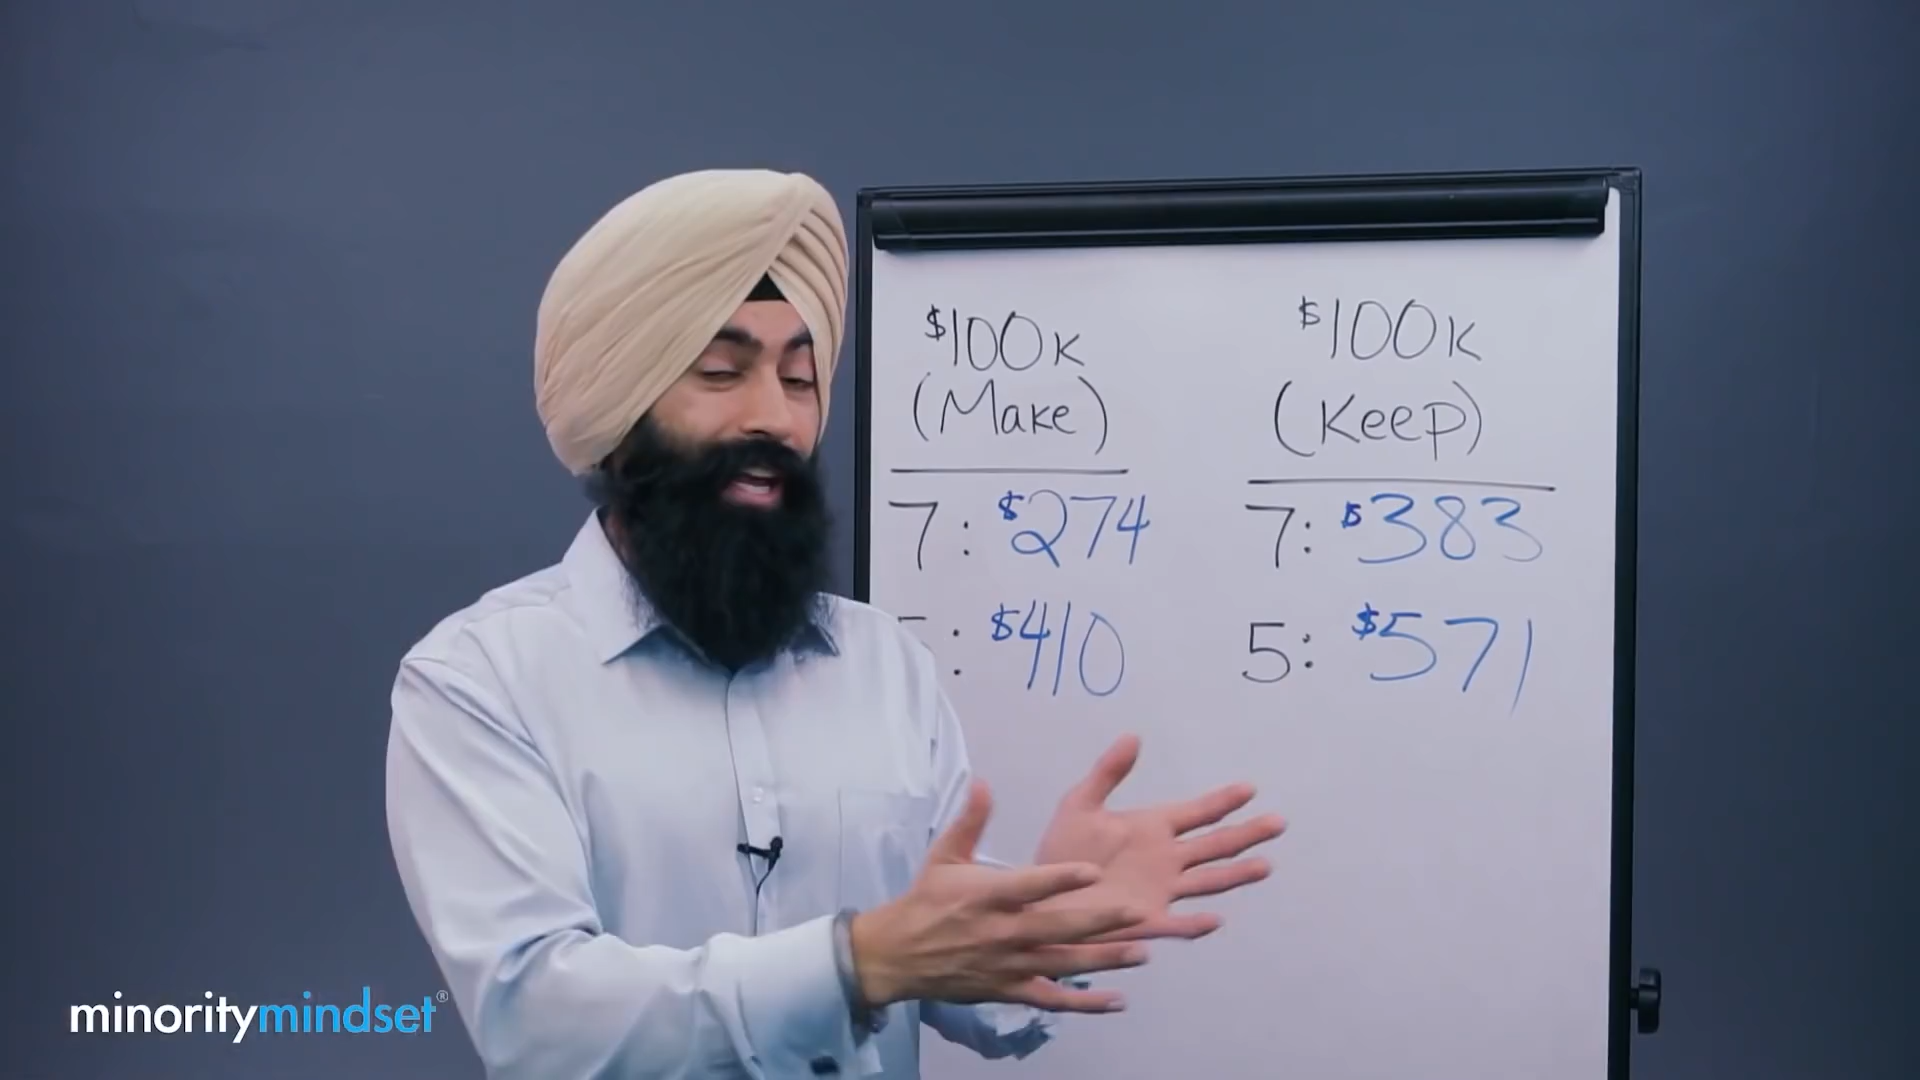 $100K
(Make)
7: $274
: $410
$100K
(Keep)
7: $383
5: $571
minoritymindset®